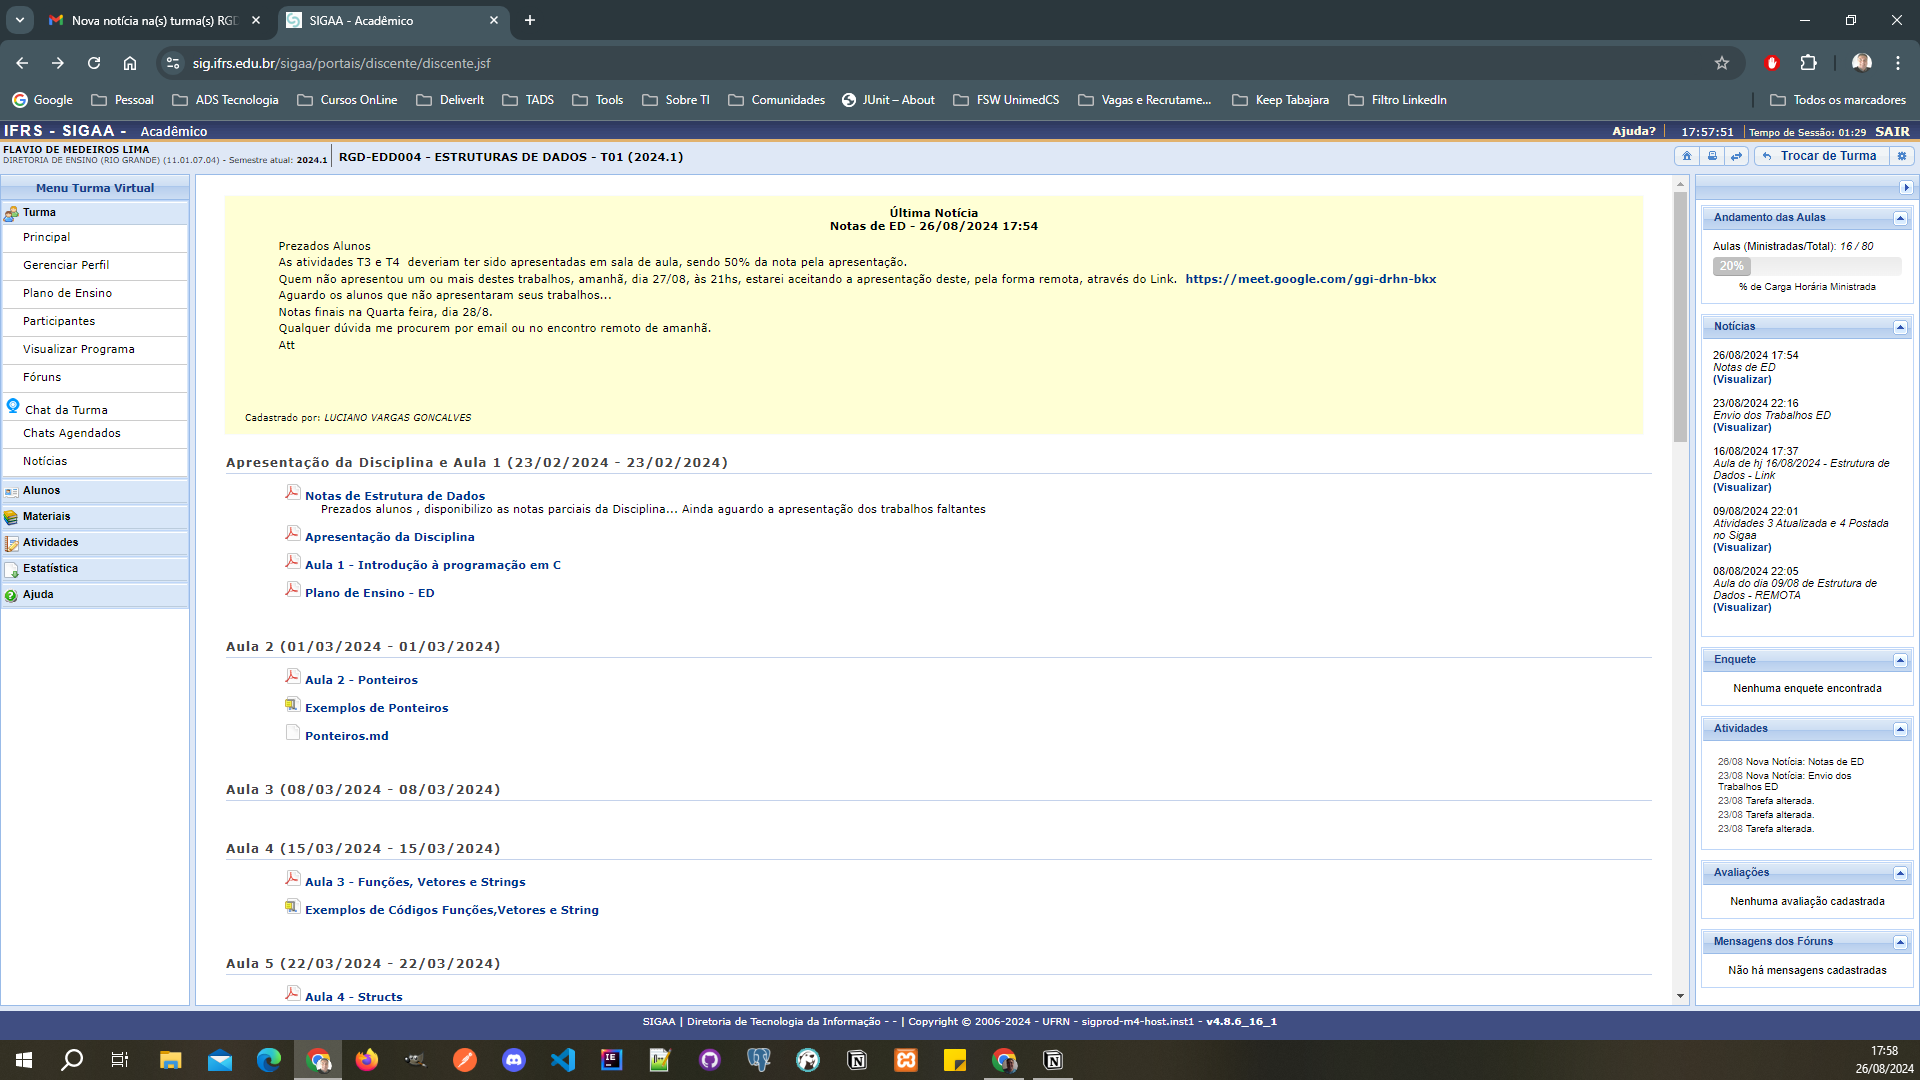 Nova notícia na(s) turma(s) RGD
SIGAA - Acadêmico
sig.ifrs.edu.br/sigaa/portais/discente/discente.jsf
Google
Pessoal
ADS Tecnologia
Cursos OnLine
DeliverIt
TADS
Tools
Sobre TI
Comunidades
JUnit – About
FSW UnimedCS
Vagas e Recrutame...
Keep Tabajara
Filtro LinkedIn
Todos os marcadores
IFRS - SIGAA - Acadêmico
Ajuda?
17:57:51
Tempo de Sessão: 01:29
SAIR
FLAVIO DE MEDEIROS LIMA
DIRETORIA DE ENSINO (RIO GRANDE) (11.01.07.04) - Semestre atual: 2024.1
RGD-EDD004 - ESTRUTURAS DE DADOS - T01 (2024.1)
Trocar de Turma
Menu Turma Virtual
Turma
Principal
Gerenciar Perfil
Plano de Ensino
Participantes
Visualizar Programa
Fóruns
Chat da Turma
Chats Agendados
Notícias
Alunos
Materiais
Atividades
Estatística
Ajuda
Última Notícia
Notas de ED - 26/08/2024 17:54
Prezados Alunos
As atividades T3 e T4 deveriam ter sido apresentadas em sala de aula, sendo 50% da nota pela apresentação.
Quem não apresentou um ou mais destes trabalhos, amanhã, dia 27/08, às 21hs, estarei aceitando a apresentação deste, pela forma remota, através do Link. https://meet.google.com/ggi-drhn-bkx
Aguardo os alunos que não apresentaram seus trabalhos...
Notas finais na Quarta feira, dia 28/8.
Qualquer dúvida me procurem por email ou no encontro remoto de amanhã.
Att
Cadastrado por: LUCIANO VARGAS GONCALVES
Apresentação da Disciplina e Aula 1 (23/02/2024 - 23/02/2024)
Notas de Estrutura de Dados
Prezados alunos , disponibilizo as notas parciais da Disciplina... Ainda aguardo a apresentação dos trabalhos faltantes
Apresentação da Disciplina
Aula 1 - Introdução à programação em C
Plano de Ensino - ED
Aula 2 (01/03/2024 - 01/03/2024)
Aula 2 - Ponteiros
Exemplos de Ponteiros
Ponteiros.md
Aula 3 (08/03/2024 - 08/03/2024)
Aula 4 (15/03/2024 - 15/03/2024)
Aula 3 - Funções, Vetores e Strings
Exemplos de Códigos Funções,Vetores e String
Aula 5 (22/03/2024 - 22/03/2024)
Aula 4 - Structs
Andamento das Aulas
Aulas (Ministradas/Total): 16 / 80
20%
% de Carga Horária Ministrada
Notícias
26/08/2024 17:54
Notas de ED
(Visualizar)
23/08/2024 22:16
Envio dos Trabalhos ED
(Visualizar)
16/08/2024 17:37
Aula de hj 16/08/2024 - Estrutura de
Dados - Link
(Visualizar)
09/08/2024 22:01
Atividades 3 Atualizada e 4 Postada
no Sigaa
(Visualizar)
08/08/2024 22:05
Aula do dia 09/08 de Estrutura de
Dados - REMOTA
(Visualizar)
Enquete
Nenhuma enquete encontrada
Atividades
26/08 Nova Notícia: Notas de ED
23/08 Nova Notícia: Envio dos
Trabalhos ED
23/08 Tarefa alterada.
23/08 Tarefa alterada.
23/08 Tarefa alterada.
Avaliações
Nenhuma avaliação cadastrada
Mensagens dos Fóruns
Não há mensagens cadastradas
SIGAA | Diretoria de Tecnologia da Informação - - | Copyright © 2006-2024 - UFRN - sigprod-m4-host.inst1 - v4.8.6_16_1
17:58
26/08/2024